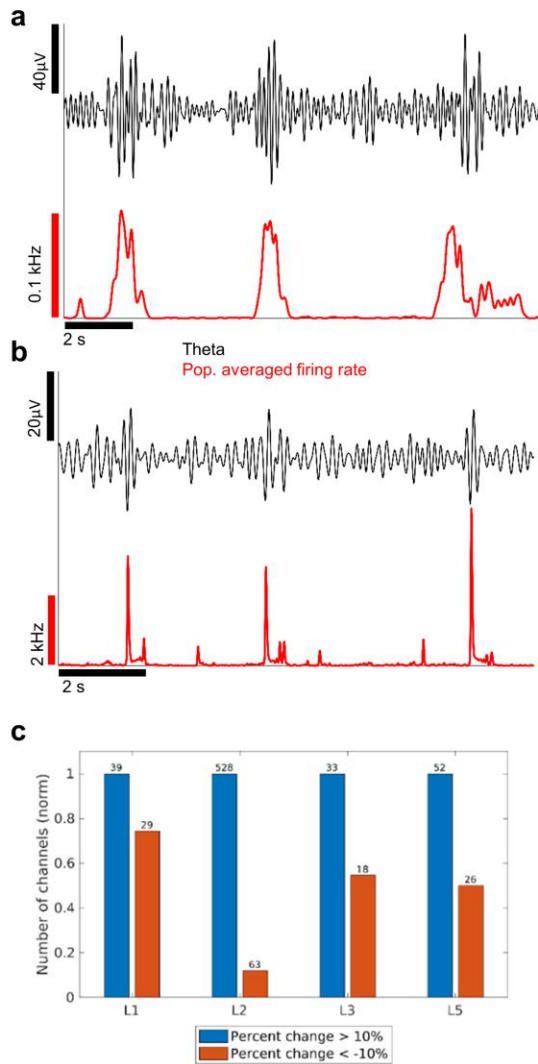 a
40µV
0.1 kHz
2 s
b
Theta
Pop. averaged firing rate
20µV
2 kHz
2 s
c
Number of channels (norm)
1
0.8
0.6
0.4
0.2
0
39
29
528
63
33
18
52
26
L1
L2
L3
L5
Percent change > 10%
Percent change < -10%